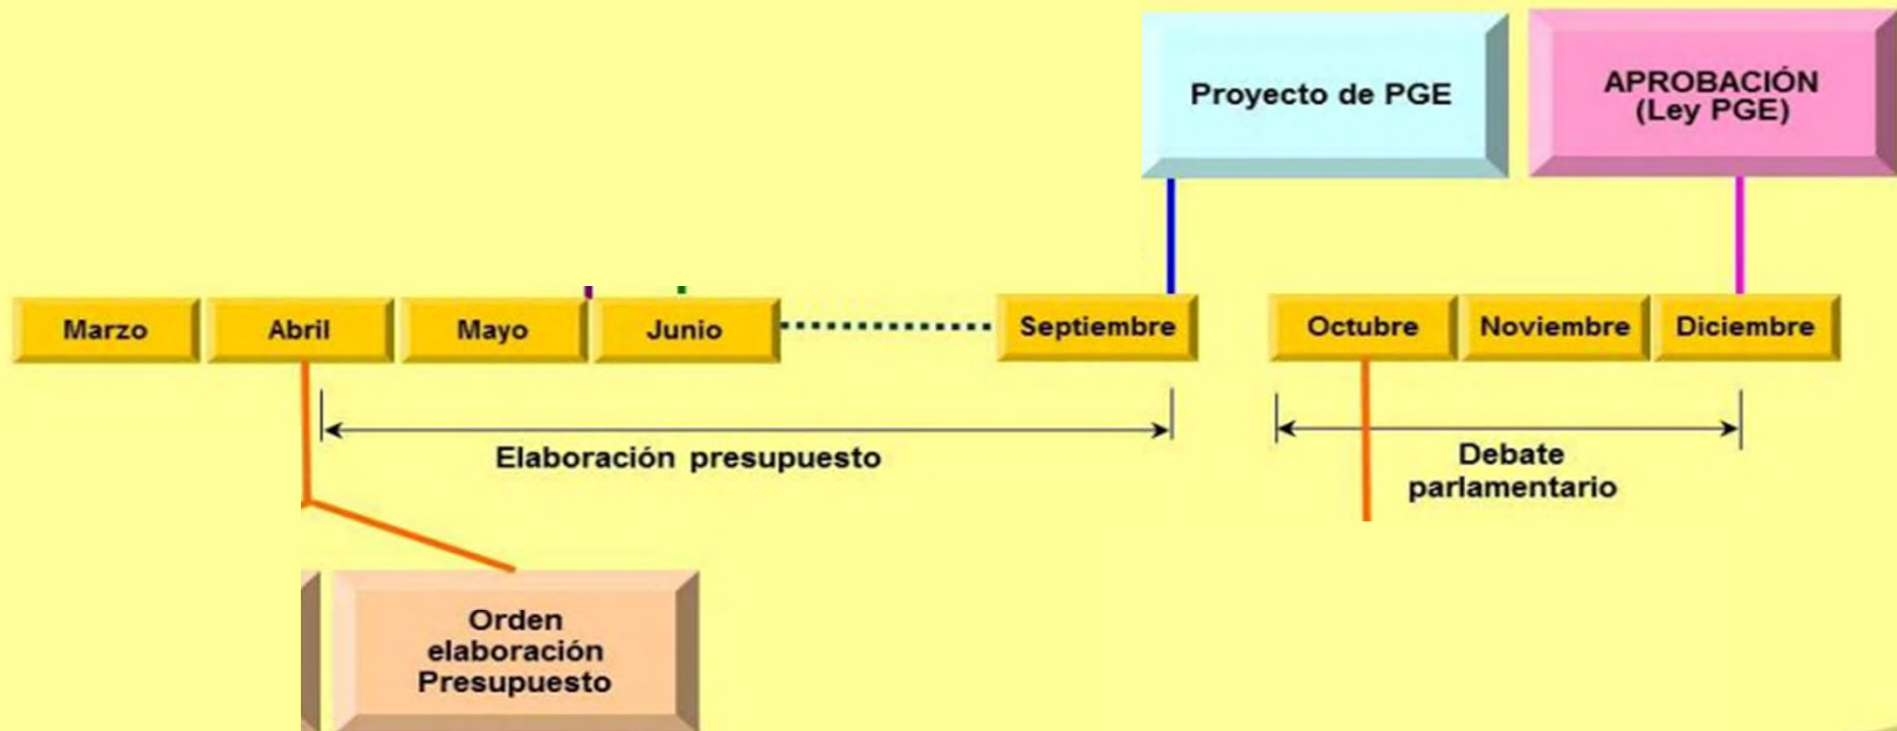 Proyecto de PGE
APROBACIÓN
(Ley PGE)
Marzo
Abril
Mayo
Junio
Septiembre
Octubre
Noviembre
Diciembre
Elaboración presupuesto
Debate
parlamentario
Orden
elaboración
Presupuesto